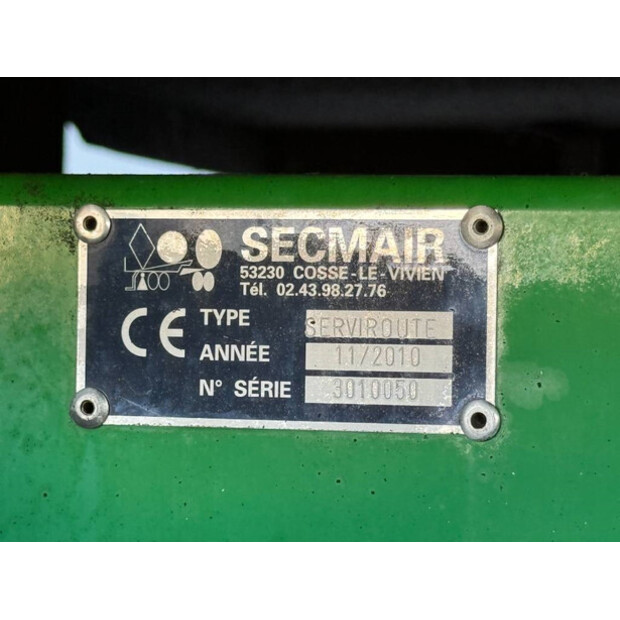 SECMAIR
53230 COSSE-LE-VIVIEN
Tél. 02.43.98.27.76
CE
TYPE SERVIROUTE
ANNÉE 11/2010
N° SÉRIE 3010050